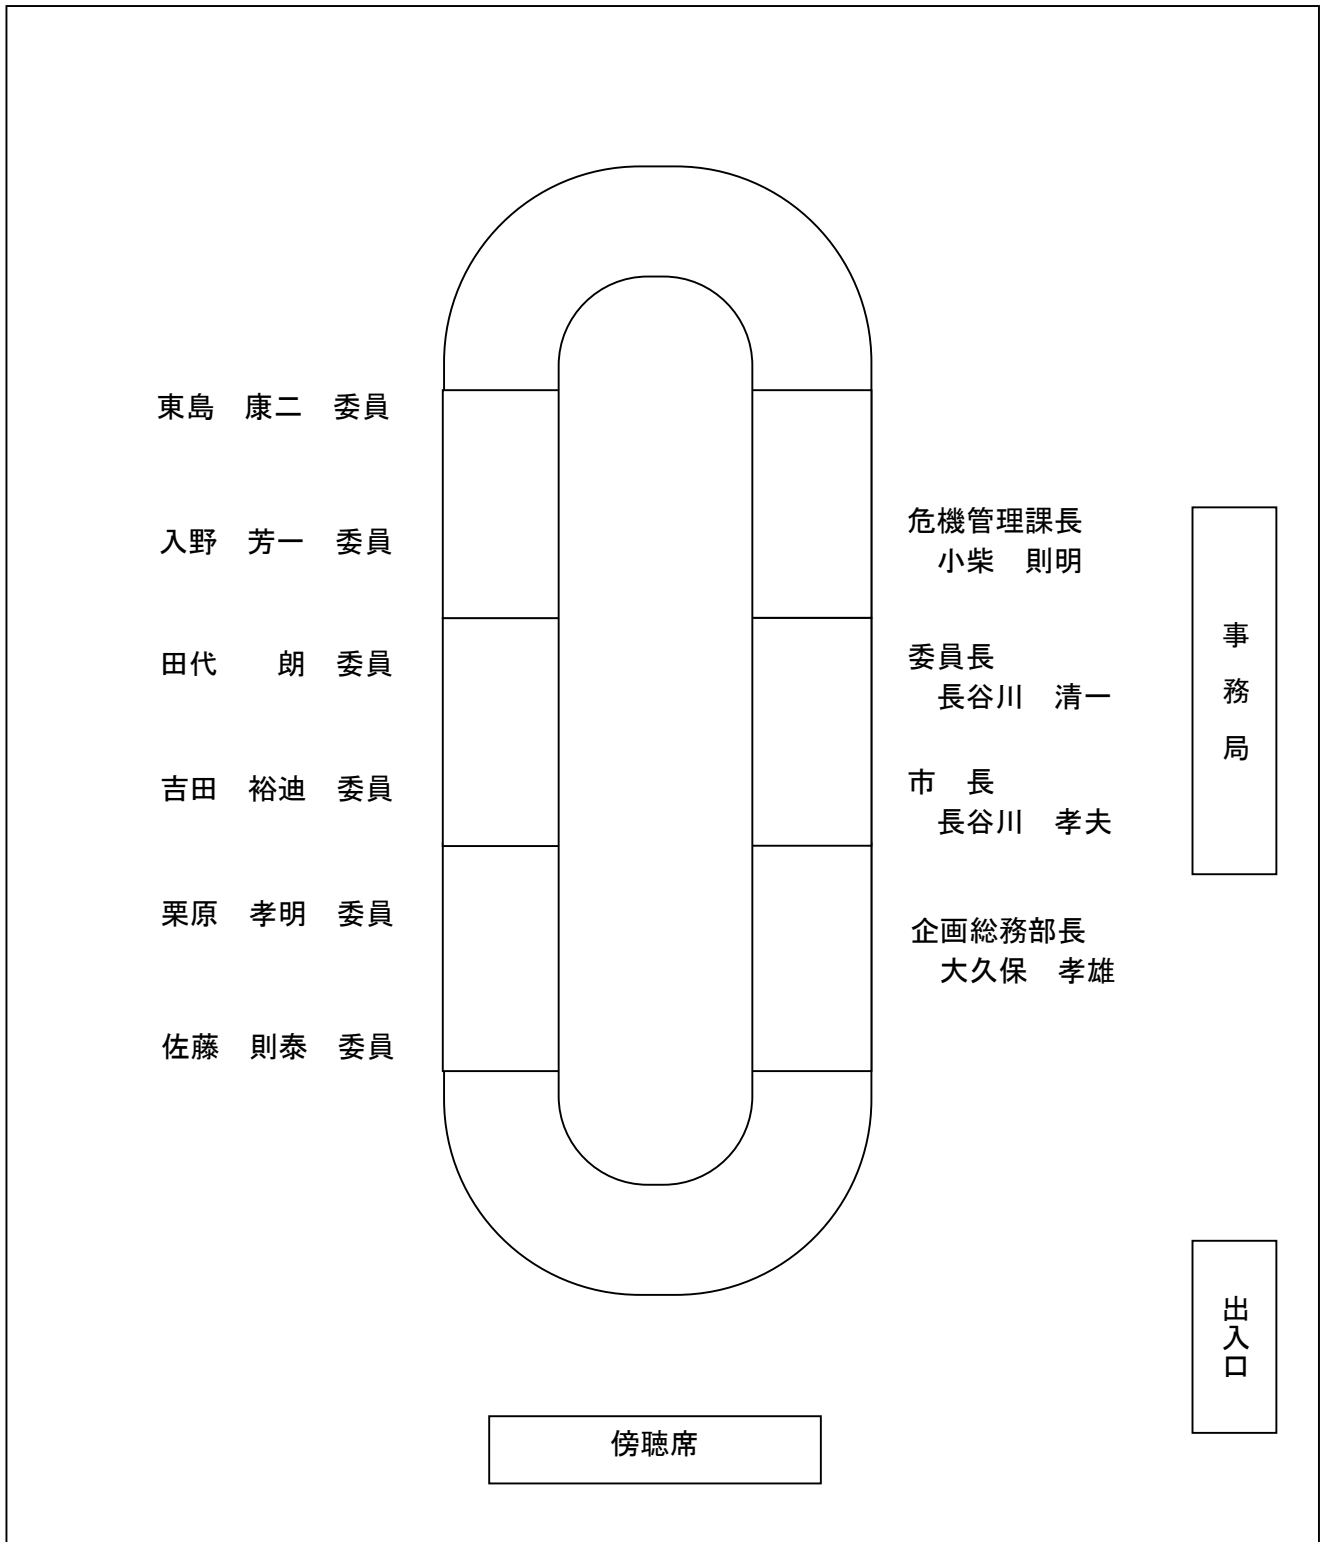 東島　康二　委員
入野　芳一　委員
田代　　朗　委員
吉田　裕迪　委員
栗原　孝明　委員
佐藤　則泰　委員
危機管理課長
小柴　則明
委員長
長谷川　清一
市　長
長谷川　孝夫
企画総務部長
大久保　孝雄
事務局
出入口
傍聴席